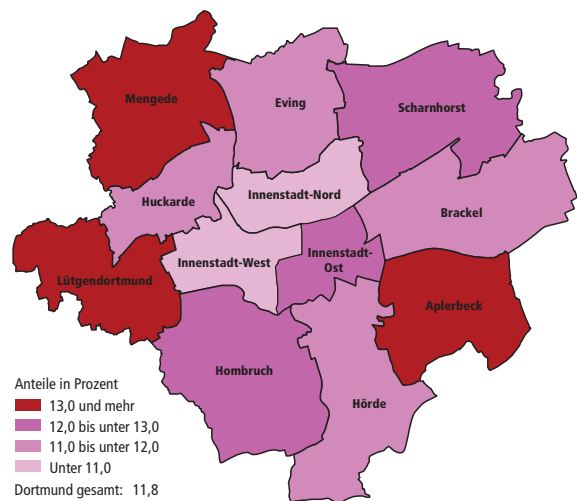 Mengede
Eving
Scharnhorst
Huckarde
Innenstadt-Nord
Brackel
Lütgendortmund
Innenstadt-West
Innenstadt-
Ost
Aplerbeck
Hombruch
Hörde
Anteile in Prozent
13,0 und mehr
12,0 bis unter 13,0
11,0 bis unter 12,0
Unter 11,0
Dortmund gesamt: 11,8